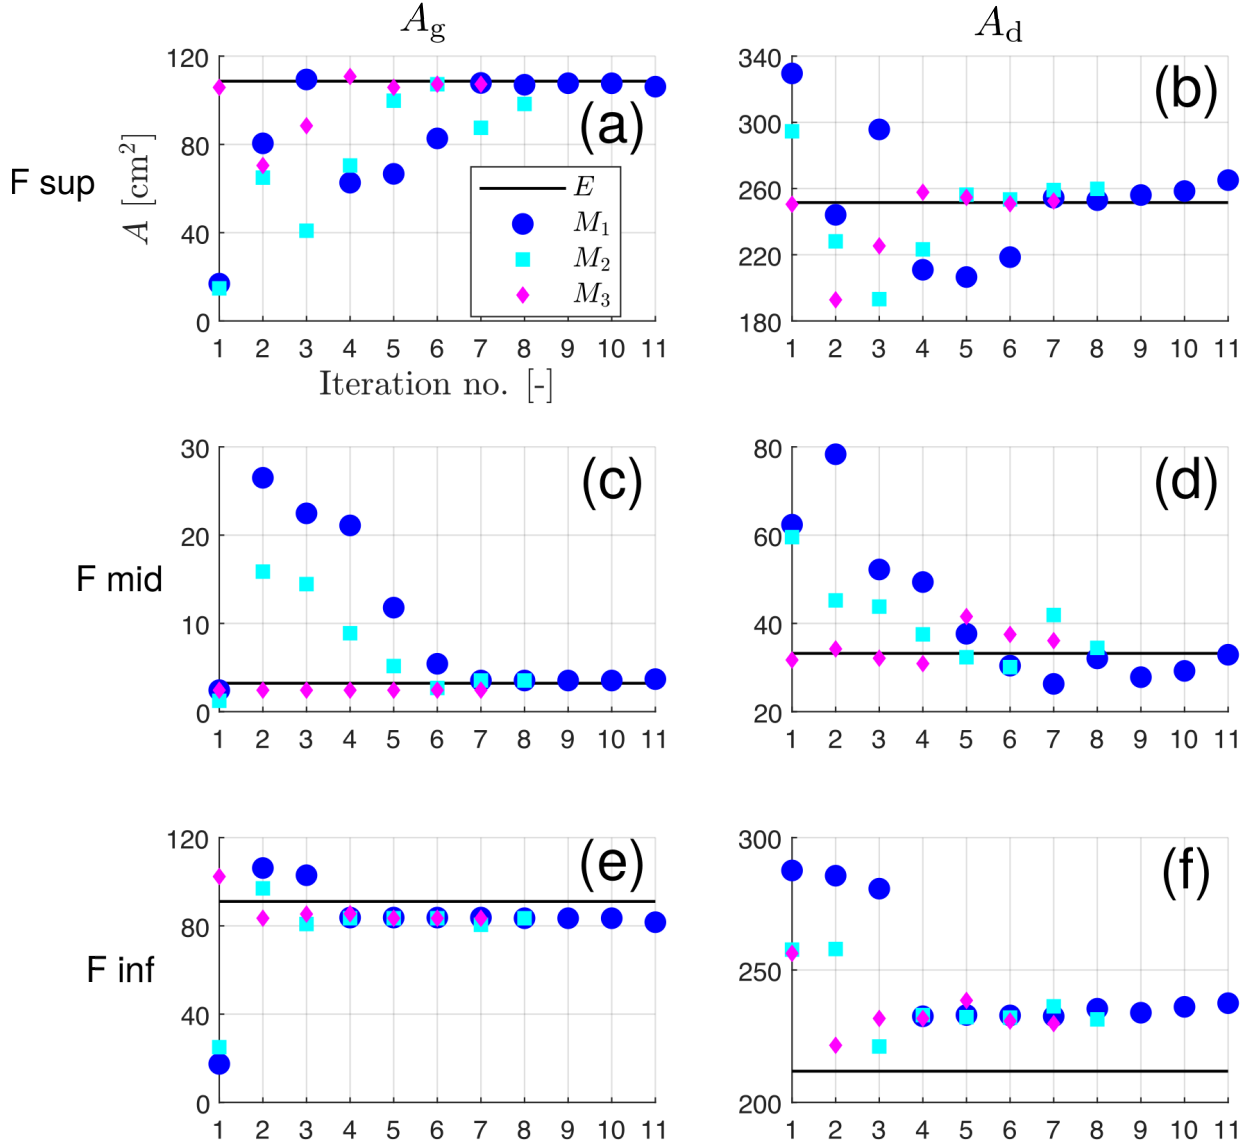 A_g
A_d
F sup
A [cm²]
120
80
40
0
(a)
E
M₁
M₂
M₃
1 2 3 4 5 6 7 8 9 10 11
Iteration no. [-]
340
300
260
220
180
(b)
1 2 3 4 5 6 7 8 9 10 11
F mid
30
20
10
0
(c)
1 2 3 4 5 6 7 8 9 10 11
80
60
40
20
(d)
1 2 3 4 5 6 7 8 9 10 11
F inf
120
80
40
0
(e)
1 2 3 4 5 6 7 8 9 10 11
300
250
200
(f)
1 2 3 4 5 6 7 8 9 10 11